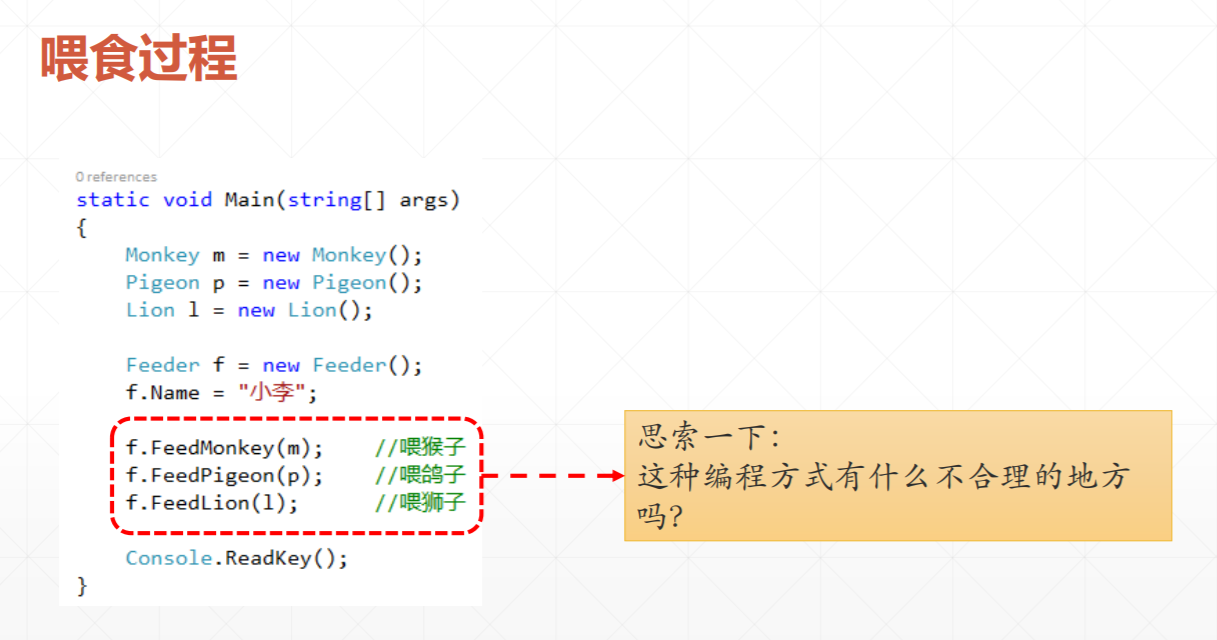 喂食过程
0 references
static void Main(string[] args)
{
    Monkey m = new Monkey();
    Pigeon p = new Pigeon();
    Lion l = new Lion();
    Feeder f = new Feeder();
    f.Name = "小李";
    f.FeedMonkey(m);    //喂猴子
    f.FeedPigeon(p);    //喂鸽子
    f.FeedLion(l);      //喂狮子
    Console.ReadKey();
}
思索一下：
这种编程方式有什么不合理的地方
吗？